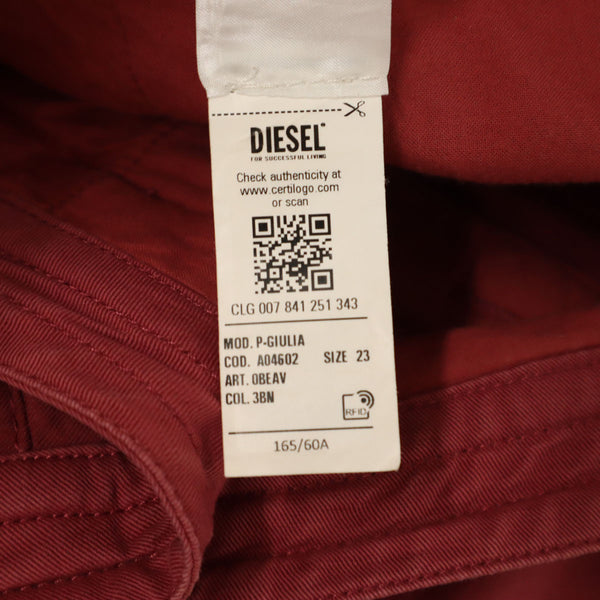 DIESEL
FOR SUCCESSFUL LIVING
Check authenticity at
www.certilogo.com
or scan
CLG 007 841 251 343
MOD. P-GIULIA
COD. A04602 SIZE 23
ART. 0BEAV
COL. 3BN
RFID
165/60A